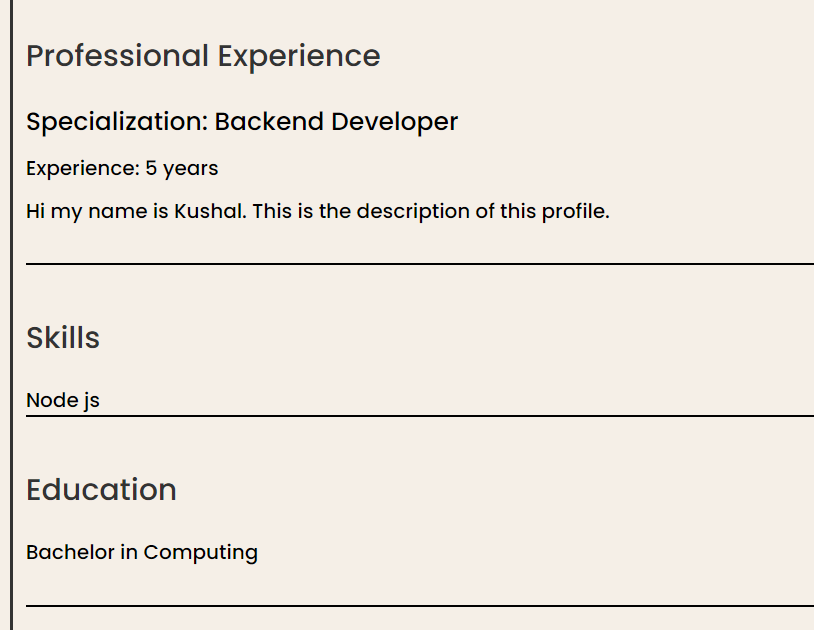 Professional Experience
Specialization: Backend Developer
Experience: 5 years
Hi my name is Kushal. This is the description of this profile.
Skills
Node js
Education
Bachelor in Computing